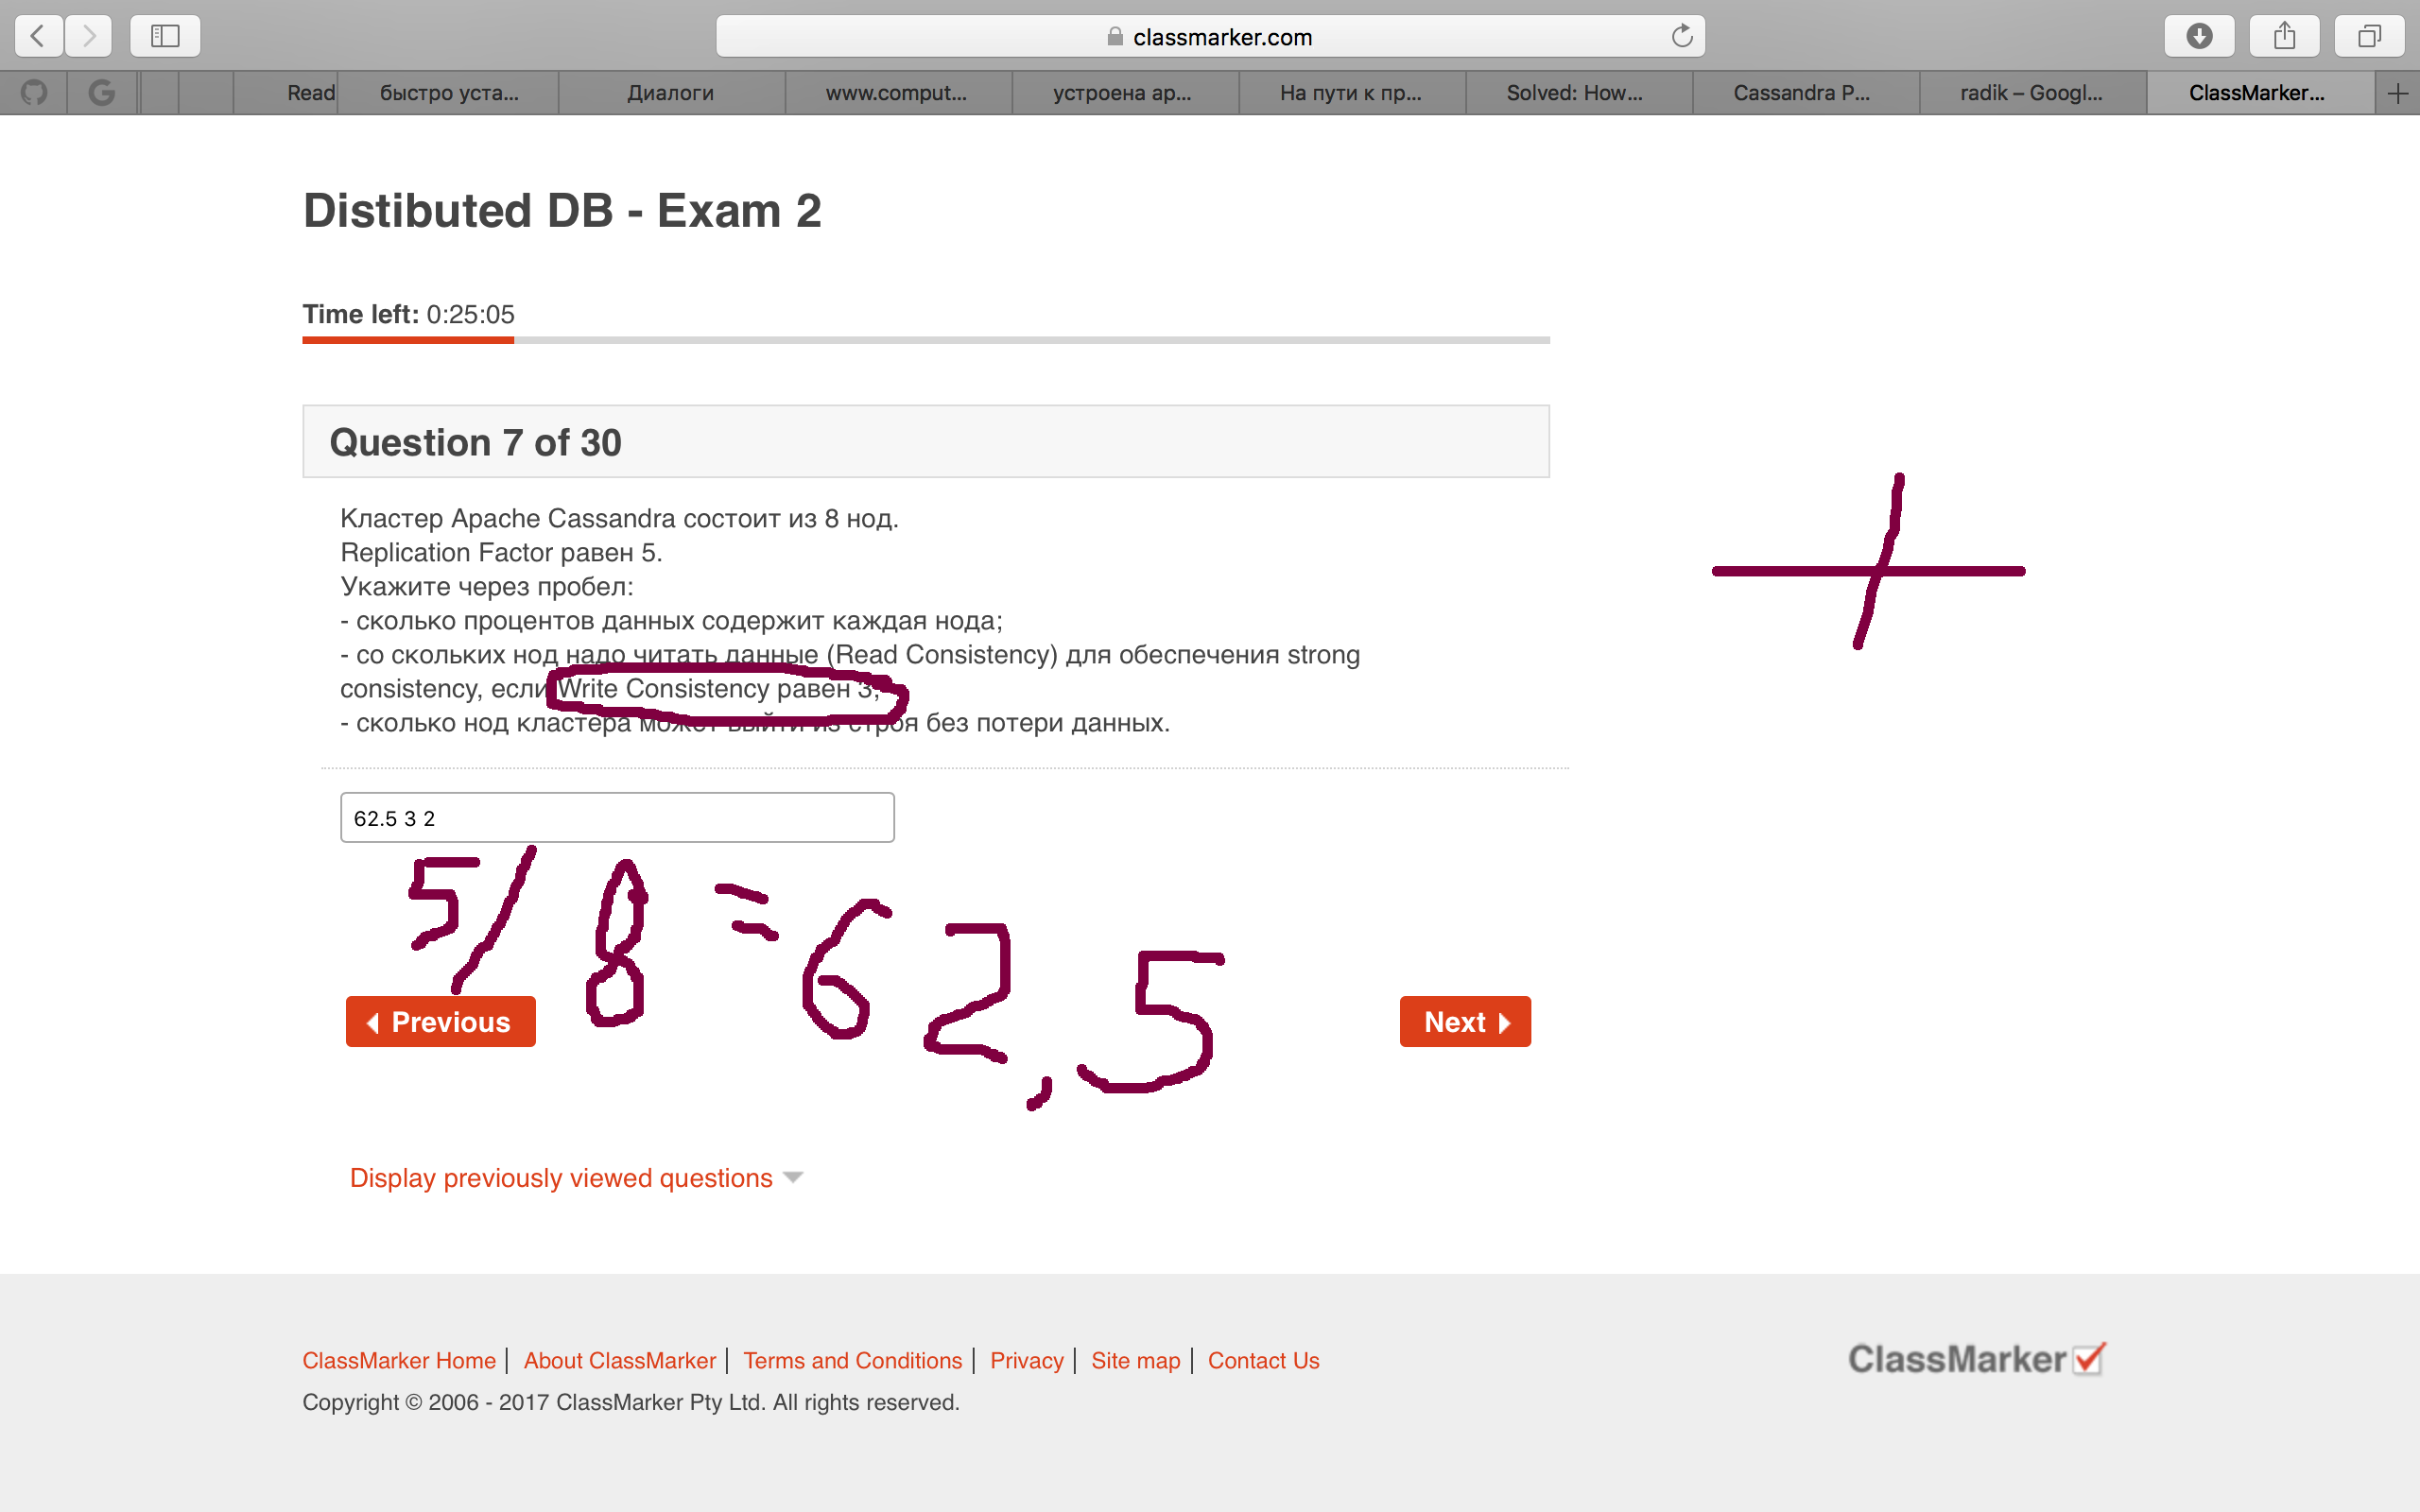 classmarker.com
Read быстро уста... Диалоги www.comput... устроена ар... На пути к пр... Solved: How... Cassandra P... radik – Googl... ClassMarker...
Distibuted DB - Exam 2
Time left: 0:25:05
Question 7 of 30
Кластер Apache Cassandra состоит из 8 нод.
Replication Factor равен 5.
Укажите через пробел:
- сколько процентов данных содержит каждая нода;
- со скольких нод надо читать данные (Read Consistency) для обеспечения strong
consistency, если Write Consistency равен 3;
- сколько нод кластера может выйти из строя без потери данных.
62.5 3 2
5/8 = 62,5
Previous
Next
Display previously viewed questions
ClassMarker Home | About ClassMarker | Terms and Conditions | Privacy | Site map | Contact Us
ClassMarker
Copyright © 2006 - 2017 ClassMarker Pty Ltd. All rights reserved.